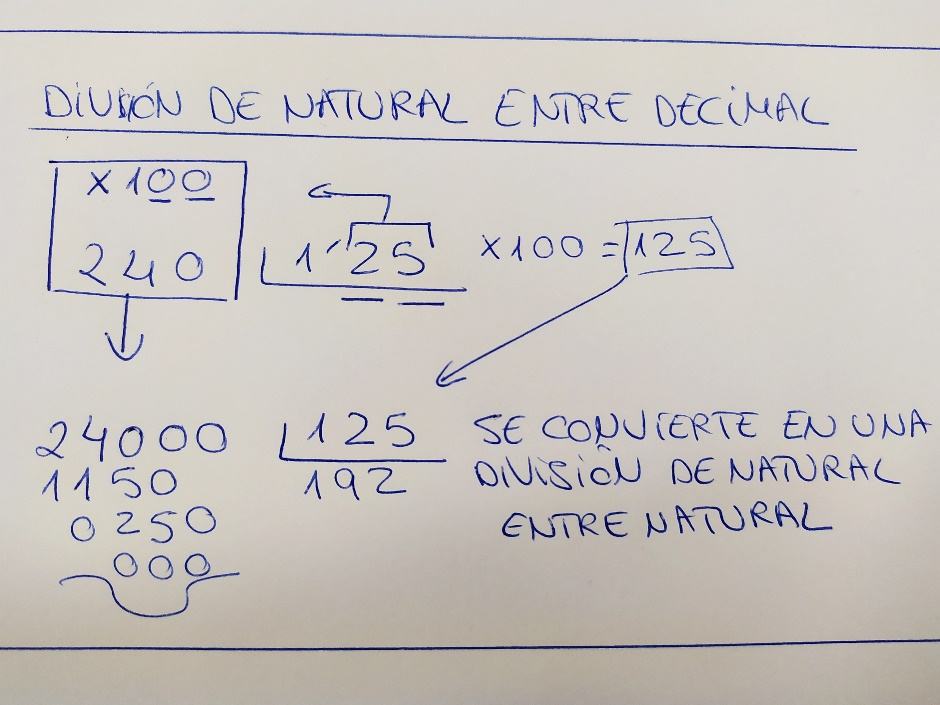 DIVISIÓN DE NATURAL ENTRE DECIMAL
x100
240 1'25 x100 = 125
24000 125 SE CONVIERTE EN UNA
1150 192 DIVISIÓN DE NATURAL
0250 ENTRE NATURAL
000